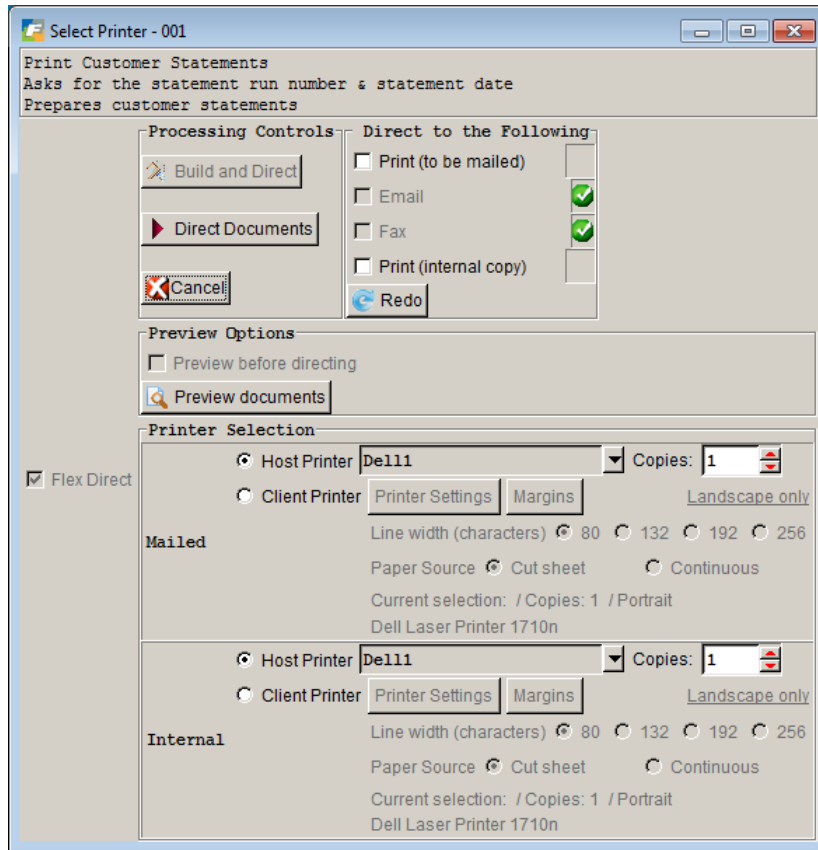 Select Printer - 001
Print Customer Statements
Asks for the statement run number & statement date
Prepares customer statements
Processing Controls
Direct to the Following
Build and Direct
Print (to be mailed)
Email
Direct Documents
Fax
Print (internal copy)
Cancel
Redo
Preview Options
Preview before directing
Preview documents
Printer Selection
Flex Direct
Host Printer Dell1 Copies: 1
Client Printer Printer Settings Margins Landscape only
Line width (characters) 80 132 192 256
Mailed
Paper Source Cut sheet Continuous
Current selection: / Copies: 1 / Portrait
Dell Laser Printer 1710n
Host Printer Dell1 Copies: 1
Client Printer Printer Settings Margins Landscape only
Line width (characters) 80 132 192 256
Internal
Paper Source Cut sheet Continuous
Current selection: / Copies: 1 / Portrait
Dell Laser Printer 1710n